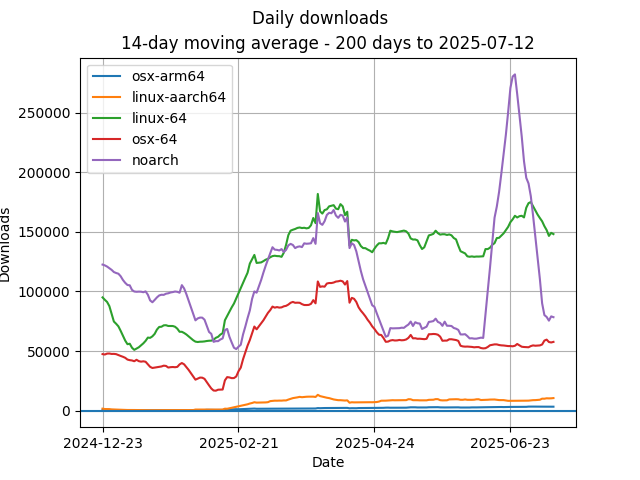 Daily downloads
14-day moving average - 200 days to 2025-07-12
osx-arm64
linux-aarch64
linux-64
osx-64
noarch
250000
200000
150000
100000
50000
0
Downloads
2024-12-23
2025-02-21
2025-04-24
2025-06-23
Date